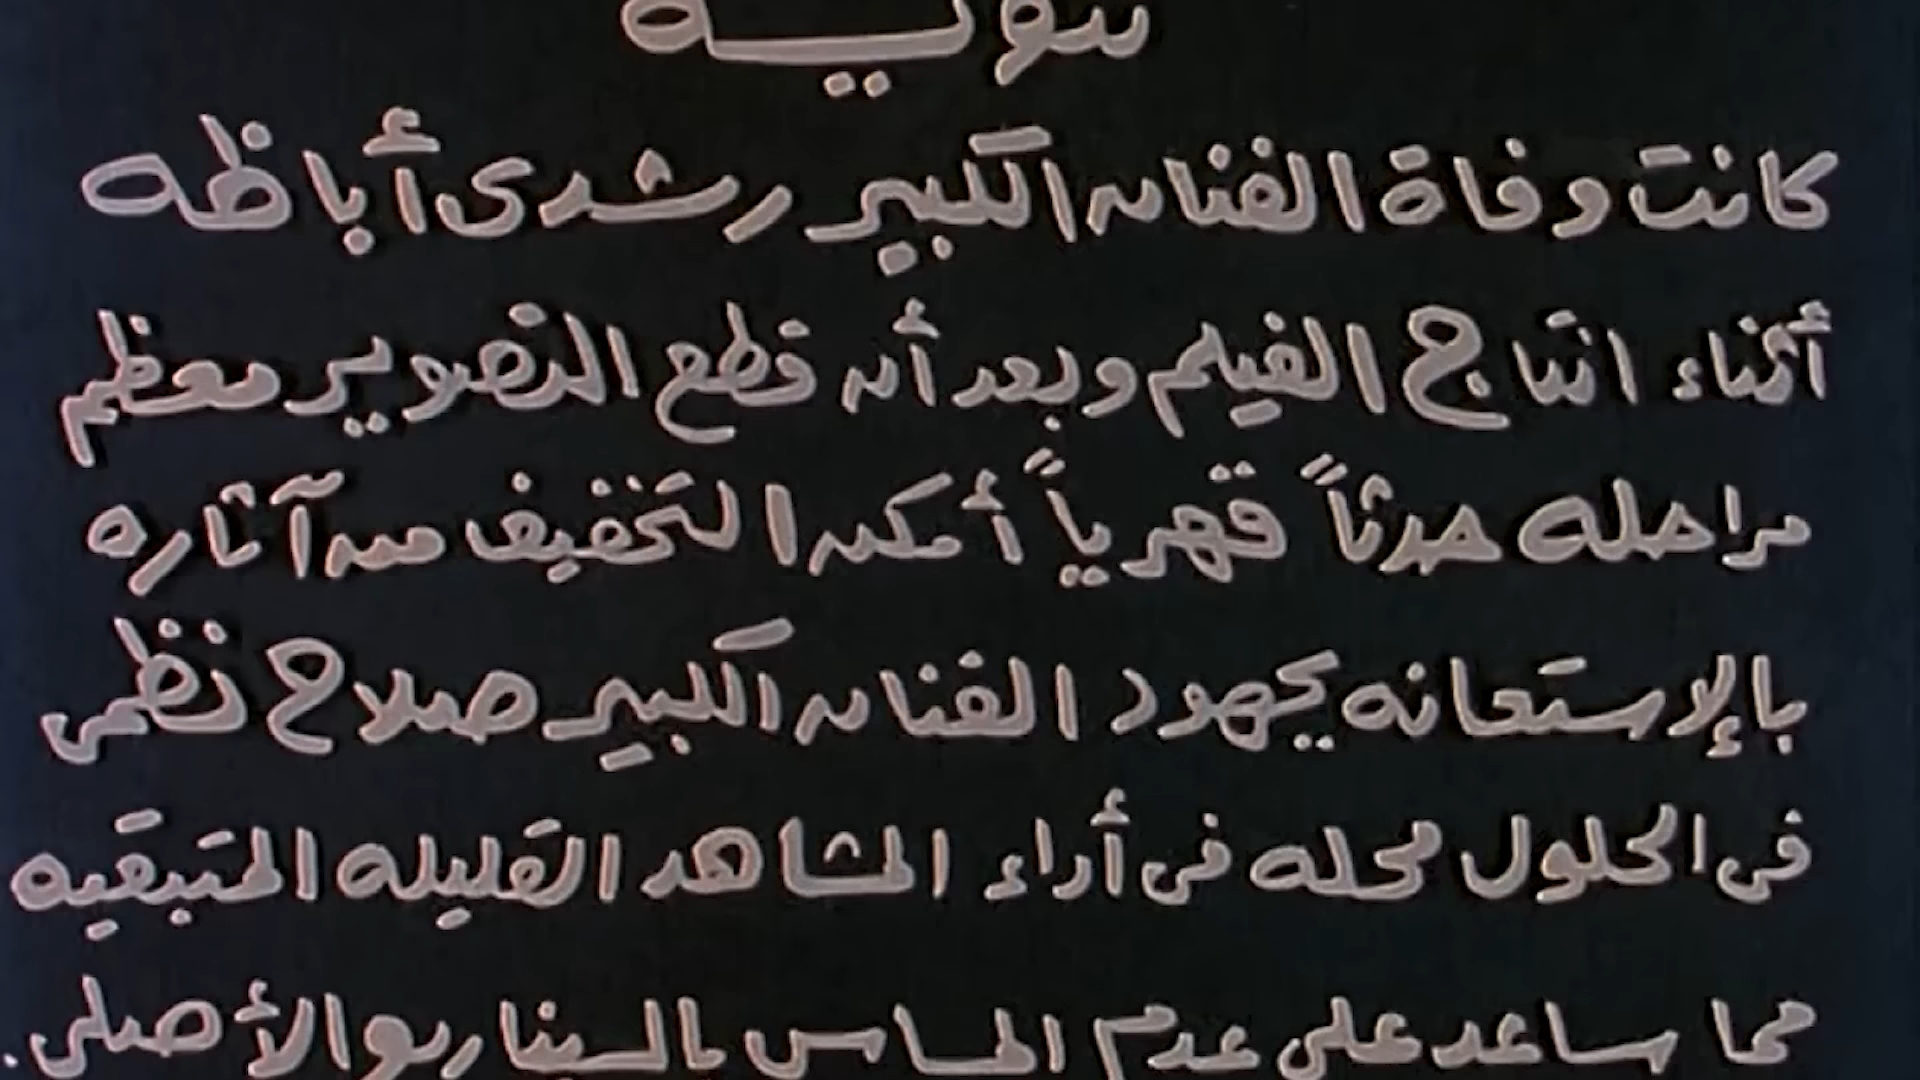 تنويه
كانت وفاة الفنان الكبير رشدى أباظه
أثناء انتاج الفيلم وبعد أن قطع التصوير معظم
مراحله حدثاً قهرياً أمكن التخفيف من آثاره
بالإستعانه بجهود الفنان الكبير صلاح نظمى
فى الحلول محله فى أداء المشاهد القليله المتبقيه
مما ساعد على عدم المساس بالسيناريو الأصلى.